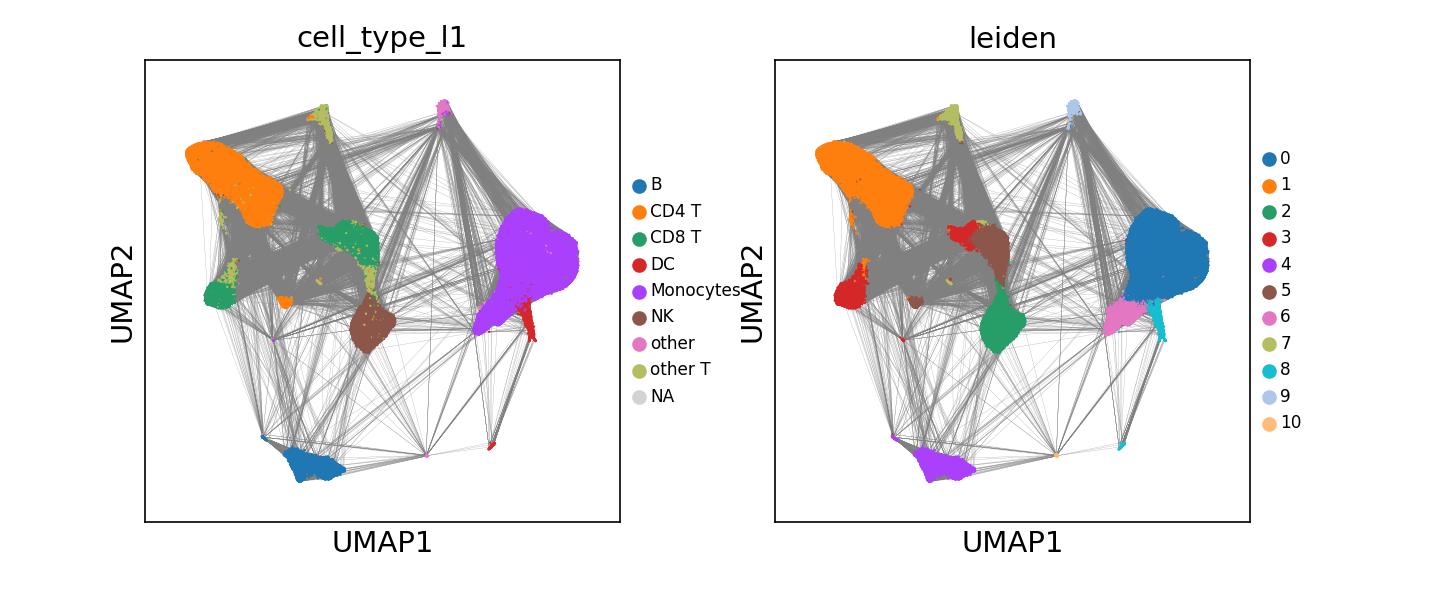 cell_type_l1
UMAP2
UMAP1
B
CD4 T
CD8 T
DC
Monocytes
NK
other
other T
NA
leiden
UMAP2
UMAP1
0
1
2
3
4
5
6
7
8
9
10